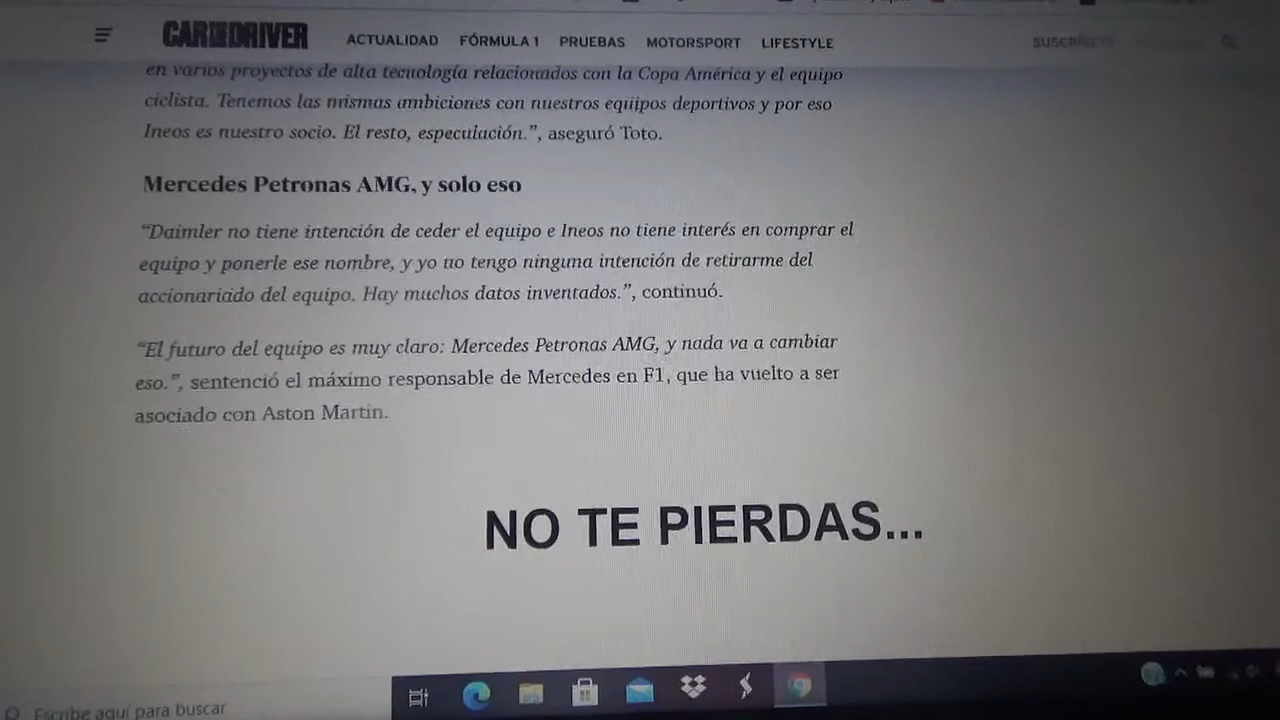 CAR AND DRIVER ACTUALIDAD FÓRMULA 1 PRUEBAS MOTORSPORT LIFESTYLE
en varios proyectos de alta tecnología relacionados con la Copa América y el equipo
ciclista. Tenemos las mismas ambiciones con nuestros equipos deportivos y por eso
Ineos es nuestro socio. El resto, especulación.”, aseguró Toto.
Mercedes Petronas AMG, y solo eso
“Daimler no tiene intención de ceder el equipo e Ineos no tiene interés en comprar el
equipo y ponerle ese nombre, y yo no tengo ninguna intención de retirarme del
accionariado del equipo. Hay muchos datos inventados.”, continuó.
“El futuro del equipo es muy claro: Mercedes Petronas AMG, y nada va a cambiar
eso.”, sentenció el máximo responsable de Mercedes en F1, que ha vuelto a ser
asociado con Aston Martin.
NO TE PIERDAS...
Escribe aquí para buscar